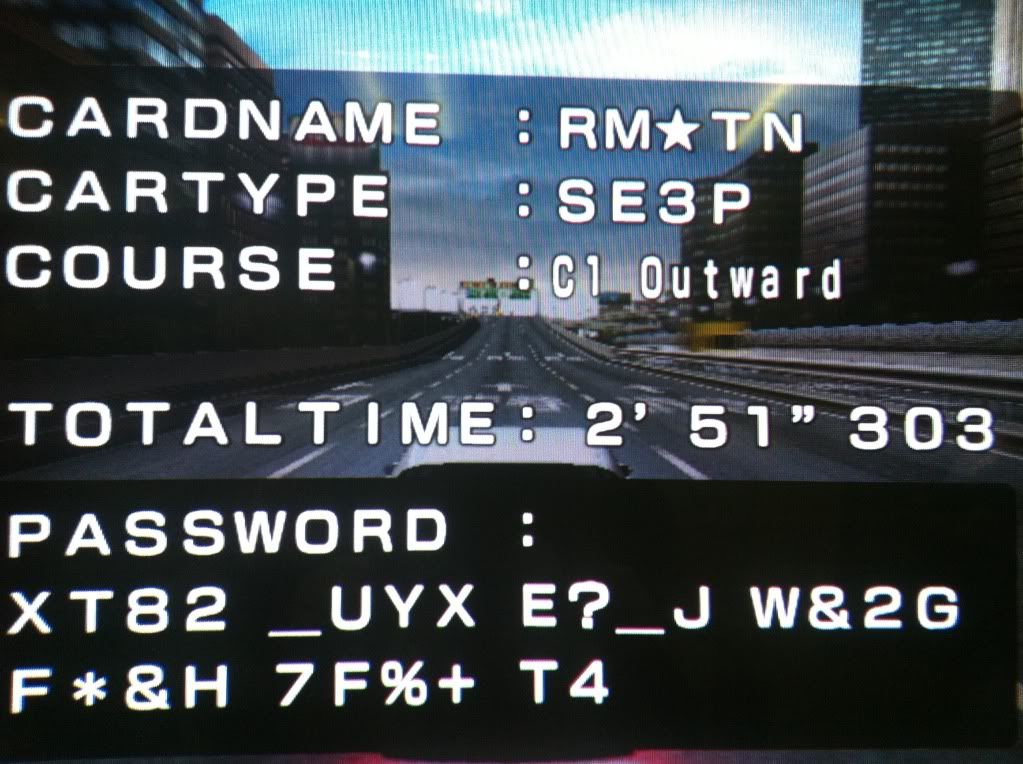 CARDNAME : RM★TN
CARTYPE : SE3P
COURSE : C1 Outward
TOTALTIME: 2’ 51” 303
PASSWORD :
XT82 _UYX E?_J W&2G
F*&H 7F%+ T4